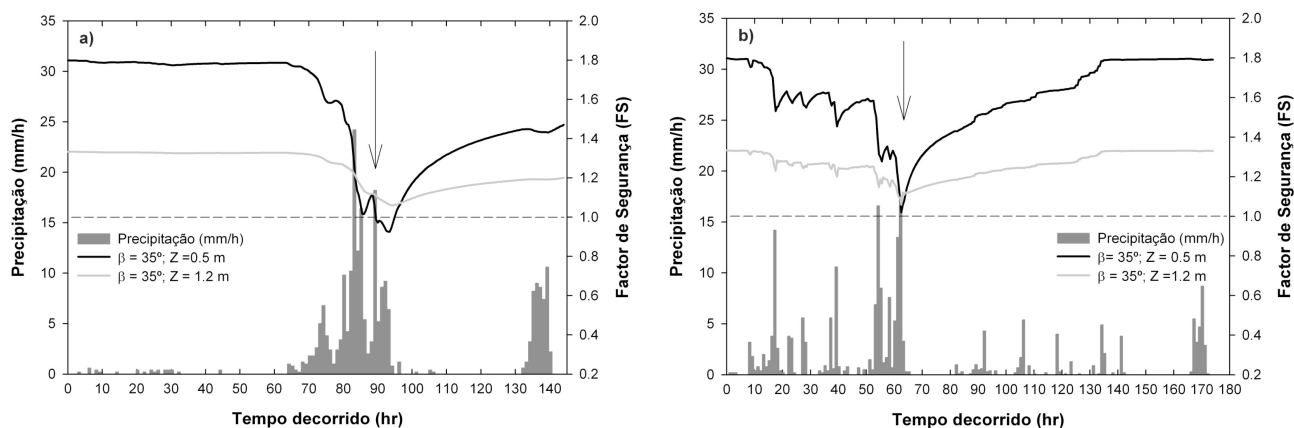 a)
Precipitação (mm/h)
35
30
25
20
15
10
5
0
Factor de Segurança (FS)
2.0
1.8
1.6
1.4
1.2
1.0
0.8
0.6
0.4
0.2
Precipitação (mm/h)
β = 35º; Z =0.5 m
β = 35º; Z = 1.2 m
0 10 20 30 40 50 60 70 80 90 100 110 120 130 140
Tempo decorrido (hr)
b)
Precipitação (mm/h)
35
30
25
20
15
10
5
0
Factor de Segurança (FS)
2.0
1.8
1.6
1.4
1.2
1.0
0.8
0.6
0.4
0.2
Precipitação (mm/h)
β= 35º; Z = 0.5 m
β = 35º; Z =1.2 m
0 10 20 30 40 50 60 70 80 90 100 110 120 130 140 150 160 170 180
Tempo decorrido (hr)